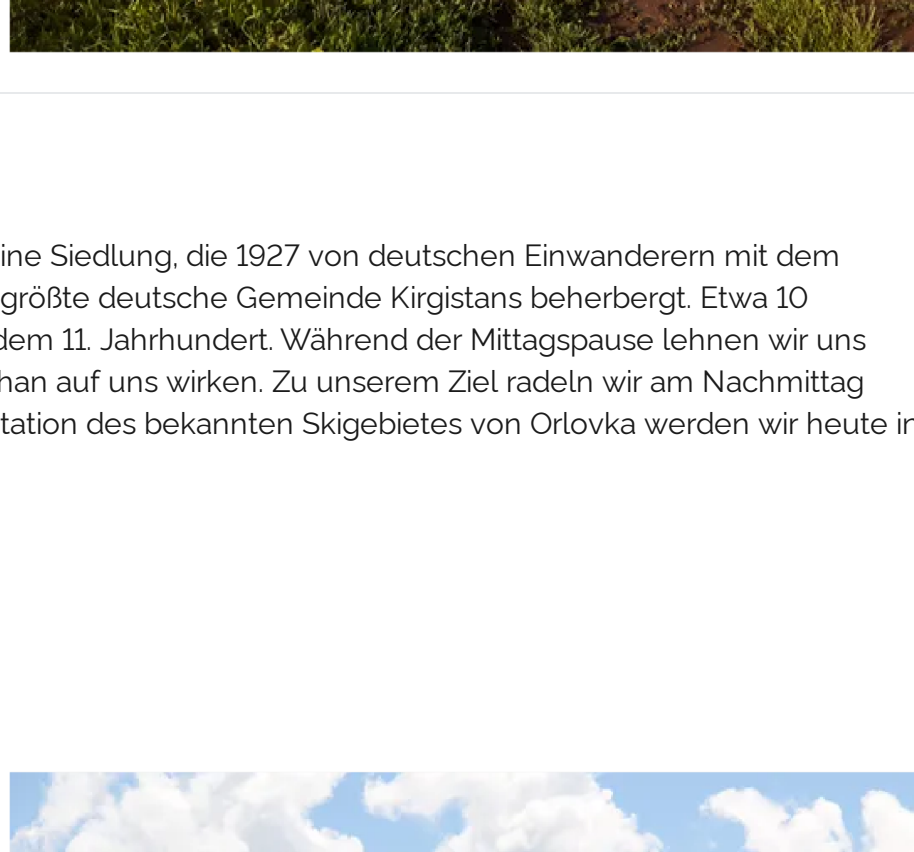 ine Siedlung, die 1927 von deutschen Einwanderern mit dem
größte deutsche Gemeinde Kirgistans beherbergt. Etwa 10
dem 11. Jahrhundert. Während der Mittagspause lehnen wir uns
han auf uns wirken. Zu unserem Ziel radeln wir am Nachmittag
tation des bekannten Skigebietes von Orlovka werden wir heute in